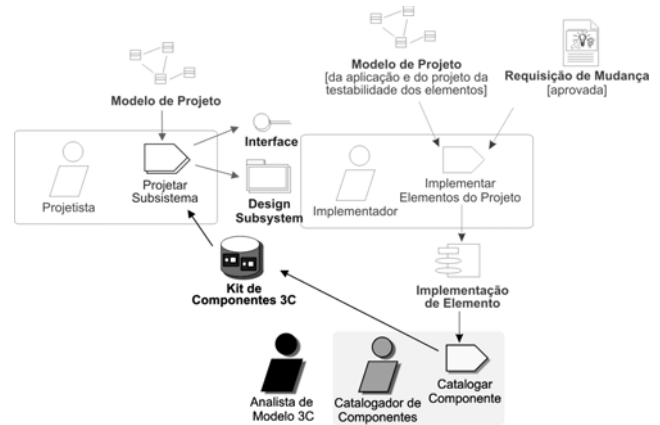 Modelo de Projeto
Modelo de Projeto
[da aplicação e do projeto da
testabilidade dos elementos]
Requisição de Mudança
[aprovada]
Projetista
Projetar
Subsistema
Interface
Design
Subsystem
Implementador
Implementar
Elementos do Projeto
Kit de
Componentes 3C
Implementação
de Elemento
Analista de
Modelo 3C
Catalogador de
Componentes
Catalogar
Componente